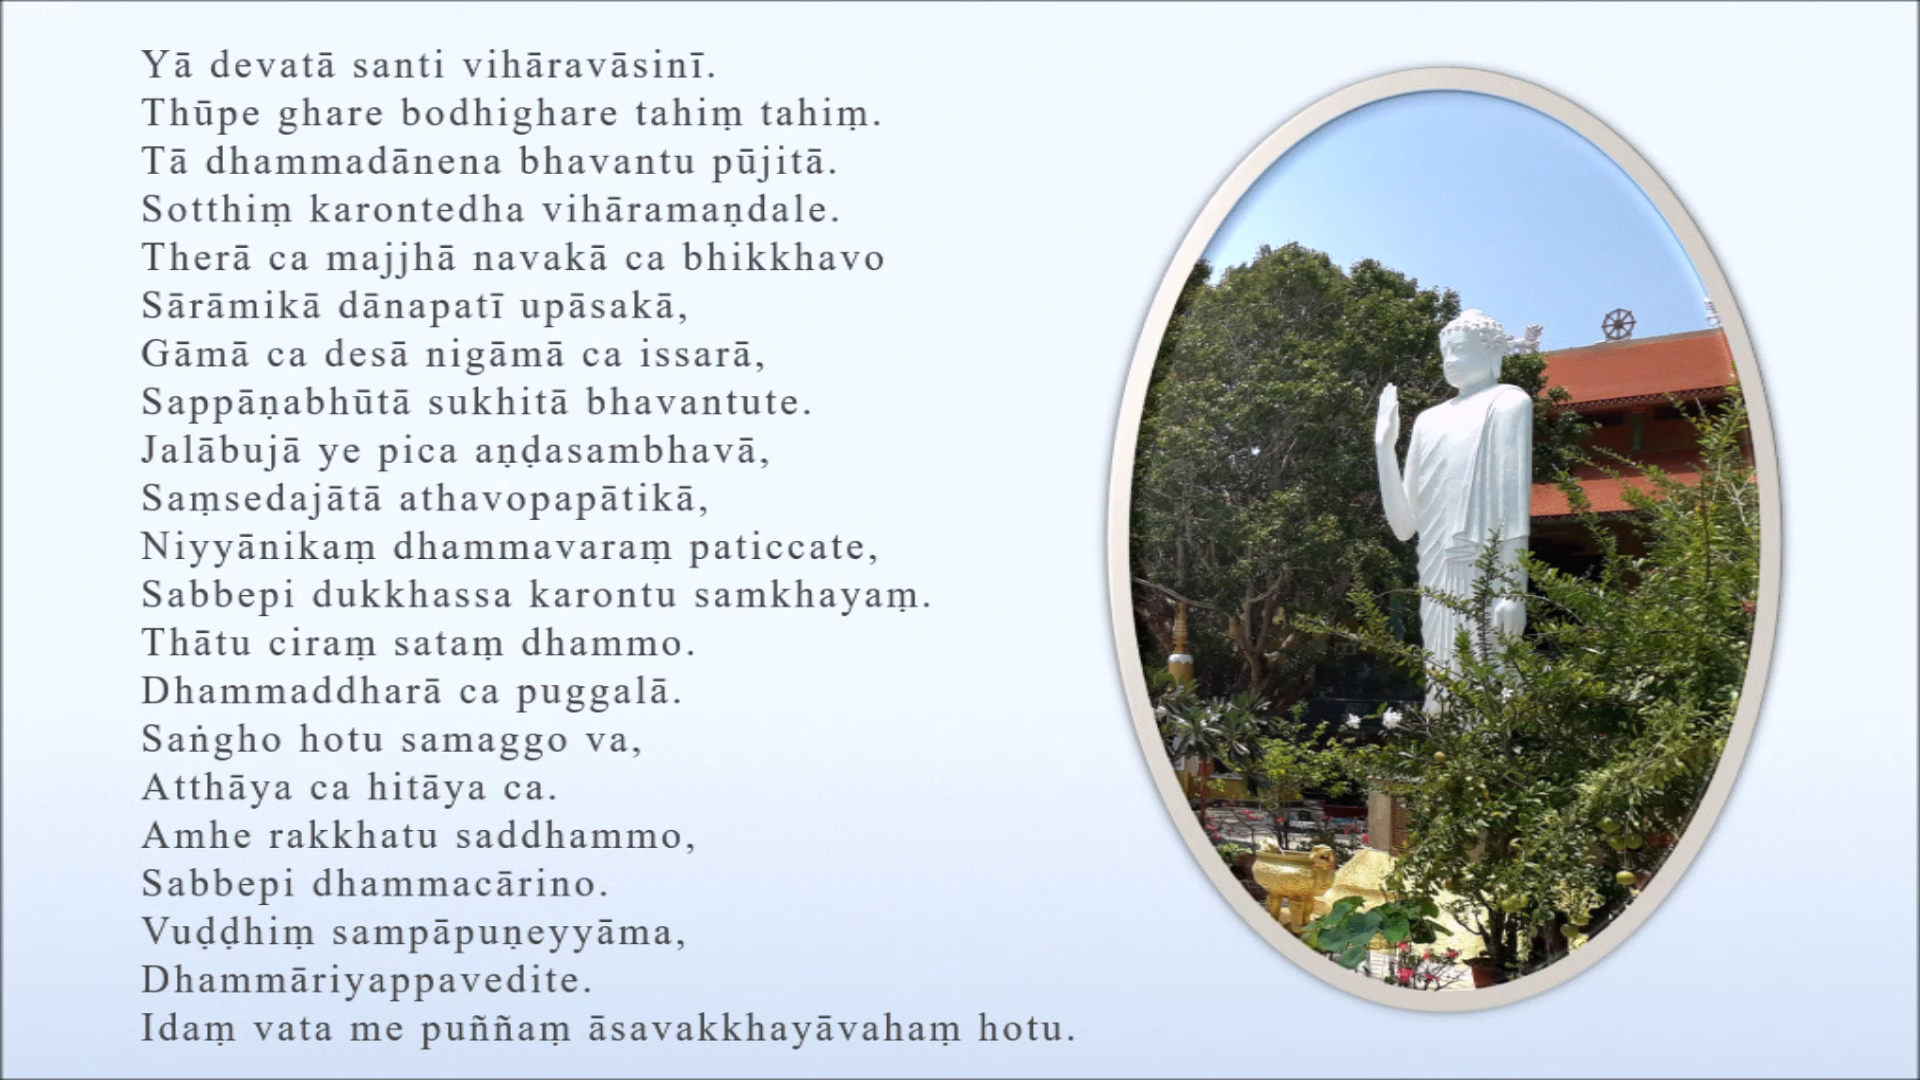 Yā devatā santi vihāravāsinī.
Thūpe ghare bodhighare tahiṃ tahiṃ.
Tā dhammadānena bhavantu pūjitā.
Sotthiṃ karontedha vihāramaṇdale.
Therā ca majjhā navakā ca bhikkhavo
Sārāmikā dānapatī upāsakā,
Gāmā ca desā nigāmā ca issarā,
Sappāṇabhūtā sukhitā bhavantute.
Jalābujā ye pica aṇḍasambhavā,
Saṃsedajātā athavopapātikā,
Niyyānikaṃ dhammavaraṃ paticcate,
Sabbepi dukkhassa karontu samkhayaṃ.
Thātu ciraṃ sataṃ dhammo.
Dhammaddharā ca puggalā.
Saṅgho hotu samaggo va,
Atthāya ca hitāya ca.
Amhe rakkhatu saddhammo,
Sabbepi dhammacārino.
Vuḍḍhiṃ sampāpuṇeyyāma,
Dhammāriyappavedite.
Idaṃ vata me puññaṃ āsavakkhayāvahaṃ hotu.